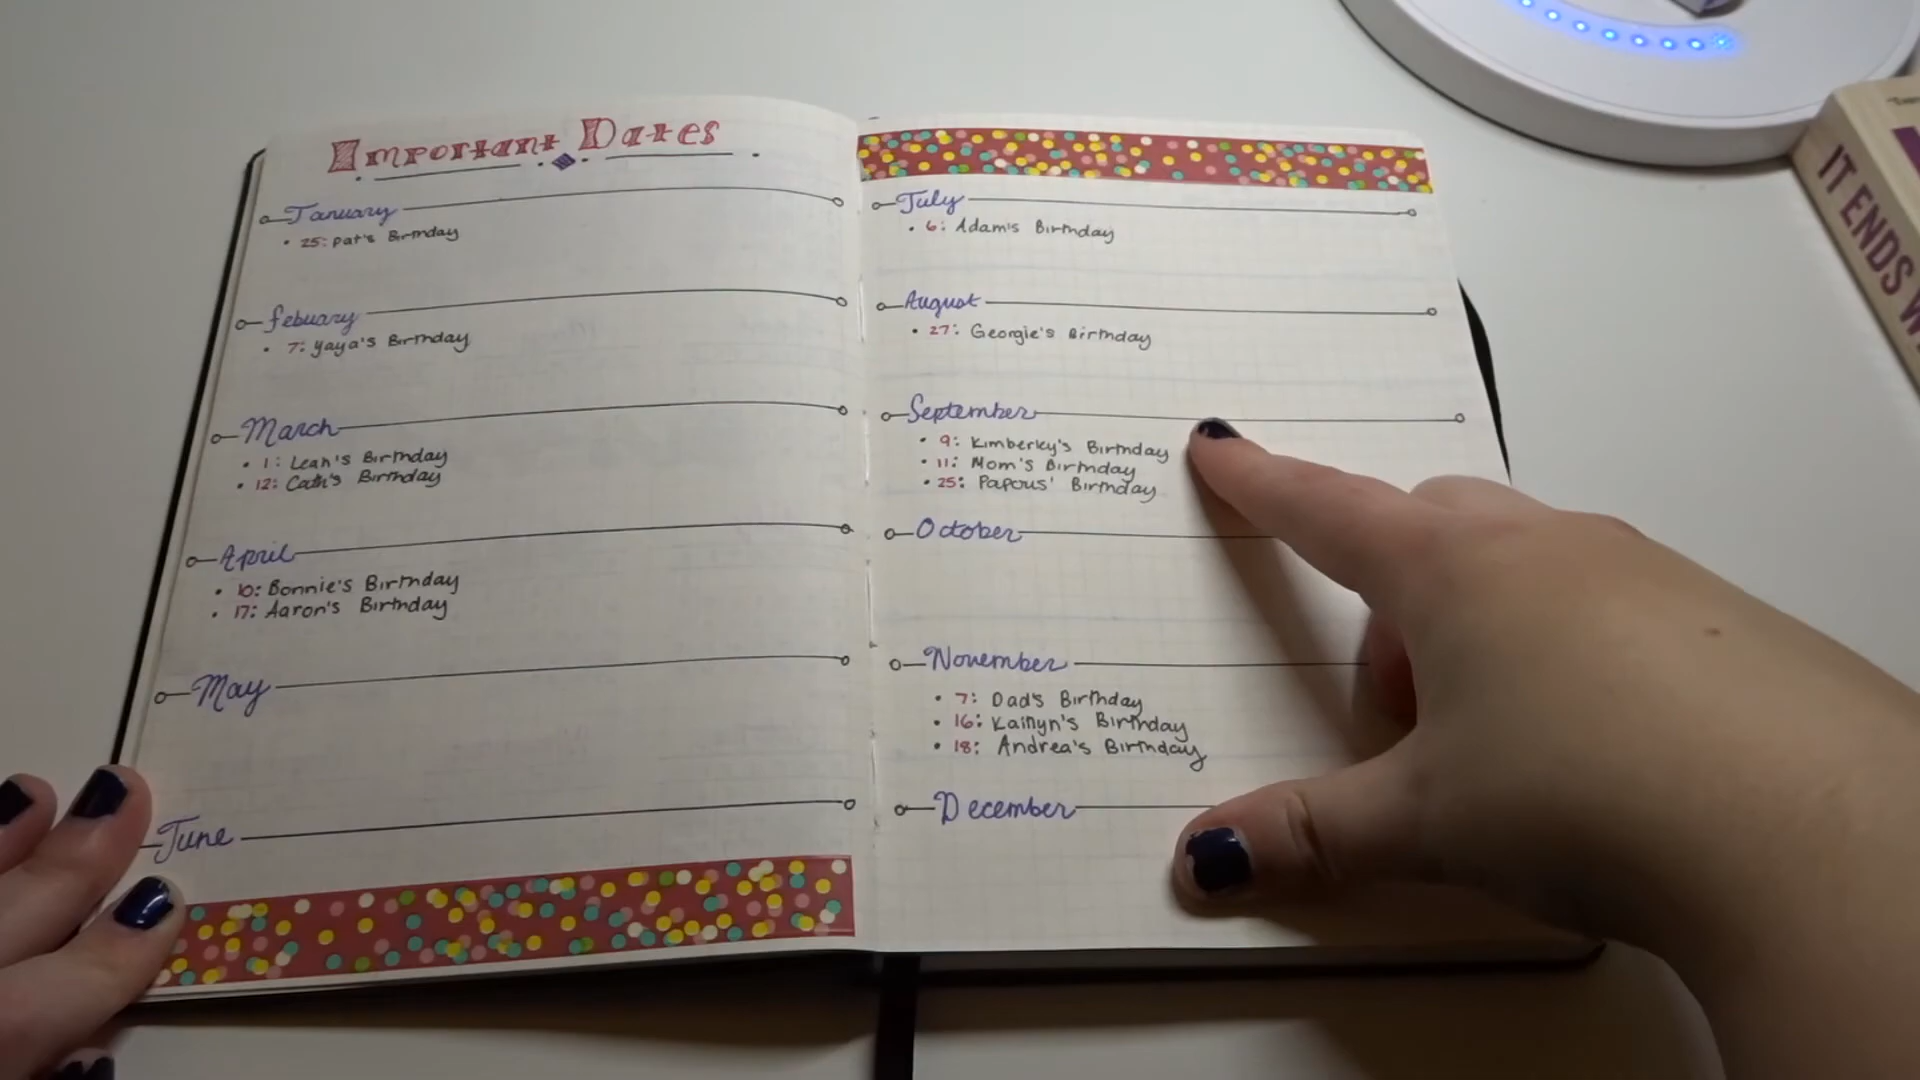 Important Dates
January
• 25: Pat's Birthday
febuary
• 7: Yaya's Birthday
March
• 1: Leah's Birthday
• 12: Cath's Birthday
April
• 10: Bonnie's Birthday
• 17: Aaron's Birthday
May
June
July
• 6: Adam's Birthday
August
• 27: Georgie's Birthday
September
• 9: Kimberley's Birthday
• 11: Mom's Birthday
• 25: Papous' Birthday
October
November
• 7: Dad's Birthday
• 16: Kaitlyn's Birthday
• 18: Andrea's Birthday
December
IT ENDS